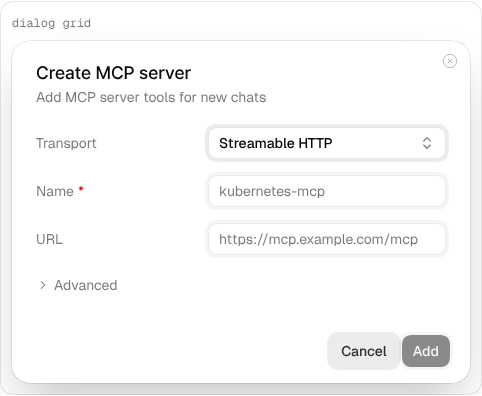 dialog grid
Create MCP server
Add MCP server tools for new chats
Transport
Streamable HTTP
Name *
kubernetes-mcp
URL
https://mcp.example.com/mcp
Advanced
Cancel
Add